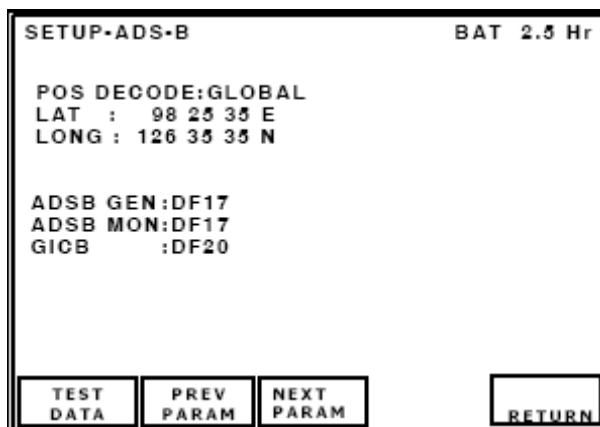 SETUP-ADS-B BAT 2.5 Hr
POS DECODE:GLOBAL
LAT : 98 25 35 E
LONG : 126 35 35 N
ADSB GEN:DF17
ADSB MON:DF17
GICB :DF20
TEST DATA
PREV PARAM
NEXT PARAM
RETURN